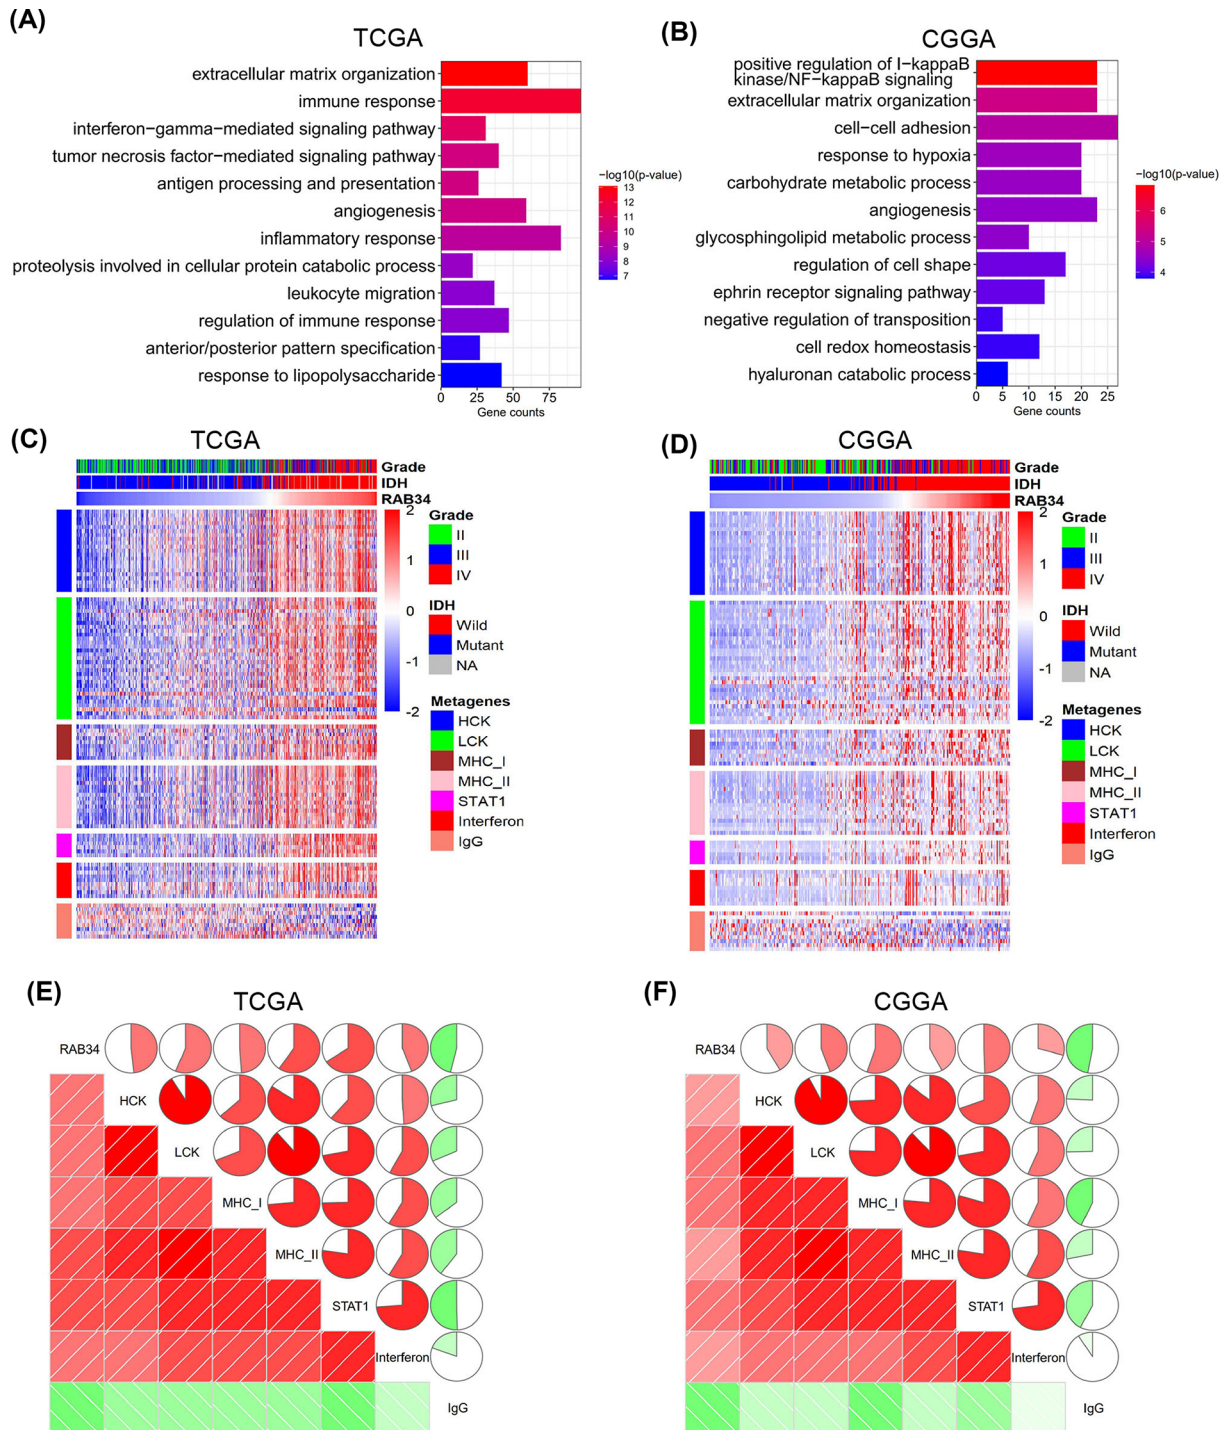 (A)
TCGA
extracellular matrix organization
immune response
interferon-gamma-mediated signaling pathway
tumor necrosis factor-mediated signaling pathway
antigen processing and presentation
angiogenesis
inflammatory response
proteolysis involved in cellular protein catabolic process
leukocyte migration
regulation of immune response
anterior/posterior pattern specification
response to lipopolysaccharide
0 25 50 75
Gene counts
-log10(p-value)
13
12
11
10
9
8
7
(B)
CGGA
positive regulation of I-kappaB
kinase/NF-kappaB signaling
extracellular matrix organization
cell-cell adhesion
response to hypoxia
carbohydrate metabolic process
angiogenesis
glycosphingolipid metabolic process
regulation of cell shape
ephrin receptor signaling pathway
negative regulation of transposition
cell redox homeostasis
hyaluronan catabolic process
0 5 10 15 20 25
Gene counts
-log10(p-value)
6
5
4
(C)
TCGA
Grade
IDH
RAB34
2
1
0
-1
-2
Grade
II
III
IV
IDH
Wild
Mutant
NA
Metagenes
HCK
LCK
MHC_I
MHC_II
STAT1
Interferon
IgG
(D)
CGGA
Grade
IDH
RAB34
2
1
0
-1
-2
Grade
II
III
IV
IDH
Wild
Mutant
NA
Metagenes
HCK
LCK
MHC_I
MHC_II
STAT1
Interferon
IgG
(E)
TCGA
RAB34
HCK
LCK
MHC_I
MHC_II
STAT1
Interferon
IgG
(F)
CGGA
RAB34
HCK
LCK
MHC_I
MHC_II
STAT1
Interferon
IgG